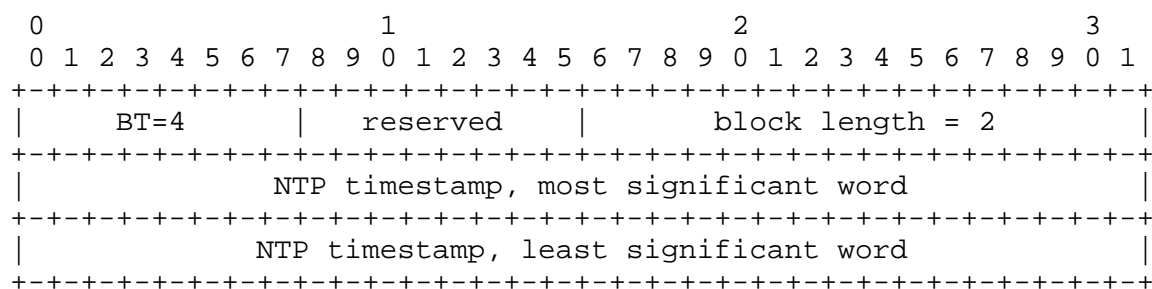 0                   1                   2                   3
 0 1 2 3 4 5 6 7 8 9 0 1 2 3 4 5 6 7 8 9 0 1 2 3 4 5 6 7 8 9 0 1
+-+-+-+-+-+-+-+-+-+-+-+-+-+-+-+-+-+-+-+-+-+-+-+-+-+-+-+-+-+-+-+-+
|     BT=4      |   reserved    |       block length = 2        |
+-+-+-+-+-+-+-+-+-+-+-+-+-+-+-+-+-+-+-+-+-+-+-+-+-+-+-+-+-+-+-+-+
|              NTP timestamp, most significant word             |
+-+-+-+-+-+-+-+-+-+-+-+-+-+-+-+-+-+-+-+-+-+-+-+-+-+-+-+-+-+-+-+-+
|             NTP timestamp, least significant word             |
+-+-+-+-+-+-+-+-+-+-+-+-+-+-+-+-+-+-+-+-+-+-+-+-+-+-+-+-+-+-+-+-+